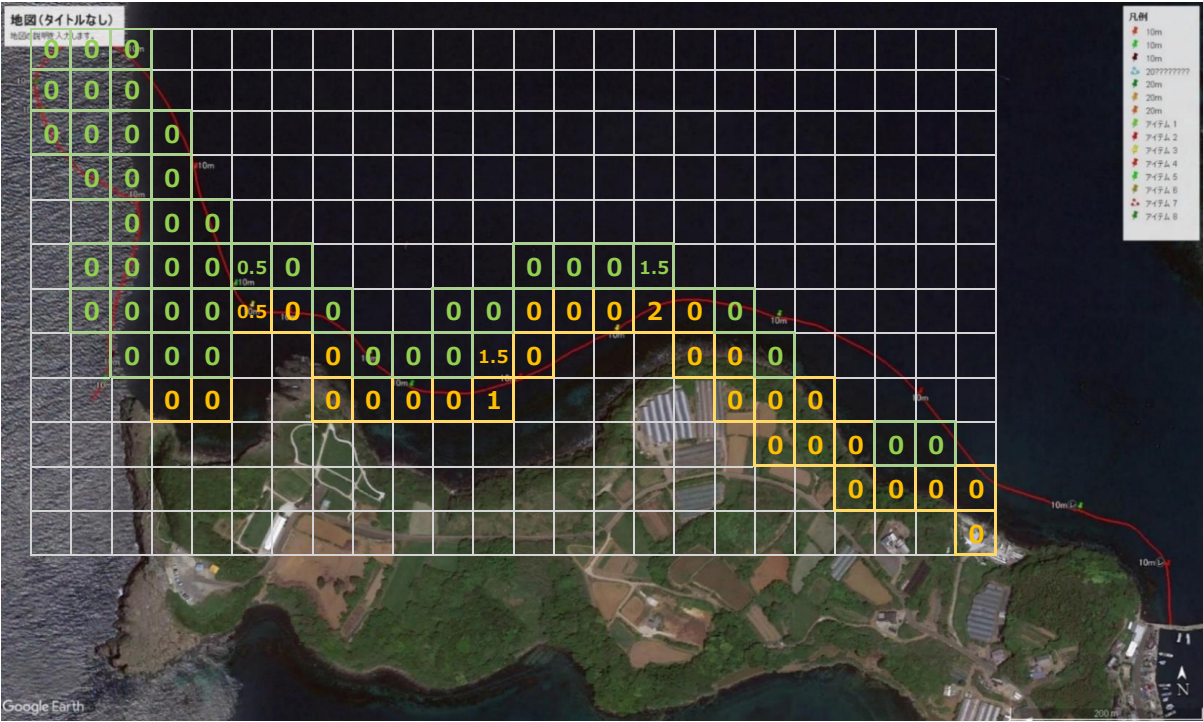 地図(タイトルなし)
地図の説明を入力します。
凡例
10m
10m
10m
20????????
20m
20m
20m
アイテム 1
アイテム 2
アイテム 3
アイテム 4
アイテム 5
アイテム 6
アイテム 7
アイテム 8
0 0 0
10m
0 0 0
0 0 0 0
0 0 0
10m
10m
0 0 0
0 0 0 0 0.5 0 0 0 0 1.5
10m
0 0 0 0 0.5 0 0 0 0 0 0 0 2 0 0
10m
10m
10m
0 0 0 0 0 0 0 1.5 0 0 0 0
10m
10m
10m
0 0 0 0 0 0 1 0 0 0
10m
0 0 0 0 0
0 0 0 0
10m
0
10m
Google Earth
200 m
N